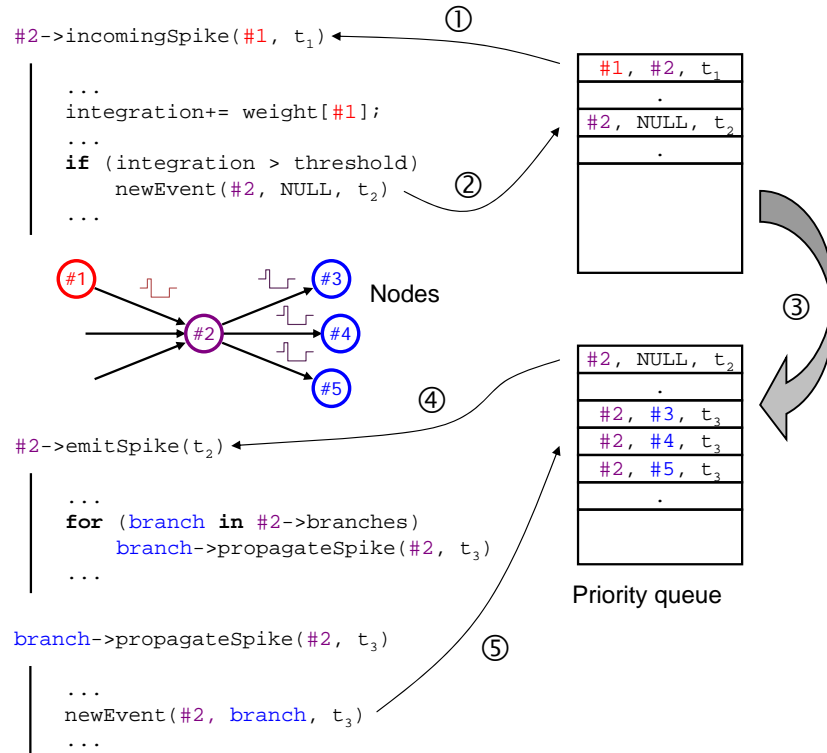 ①
#2->incomingSpike(#1, t1)
...
integration+= weight[#1];
...
if (integration > threshold)
newEvent(#2, NULL, t2)
...
②
#1, #2, t1
.
#2, NULL, t2
.
③
#1
#2
#3
#4
#5
Nodes
#2, NULL, t2
.
#2, #3, t3
#2, #4, t3
#2, #5, t3
.
Priority queue
④
#2->emitSpike(t2)
...
for (branch in #2->branches)
branch->propagateSpike(#2, t3)
...
branch->propagateSpike(#2, t3)
⑤
...
newEvent(#2, branch, t3)
...